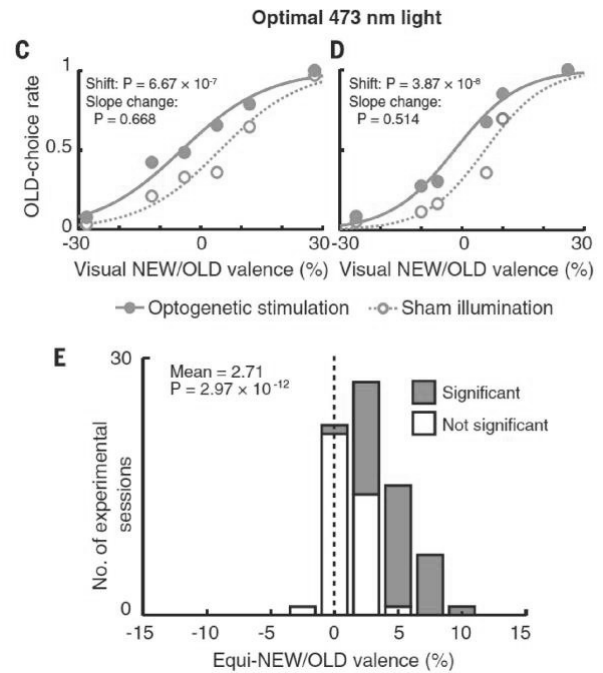 Optimal 473 nm light
C
D
Shift: P = 6.67 × 10⁻⁷
Slope change:
P = 0.668
Shift: P = 3.87 × 10⁻⁸
Slope change:
P = 0.514
OLD-choice rate
1
0.5
0
-30
0
30
-30
0
30
Visual NEW/OLD valence (%)
Visual NEW/OLD valence (%)
Optogenetic stimulation
Sham illumination
E
30
0
Mean = 2.71
P = 2.97 × 10⁻¹²
Significant
Not significant
No. of experimental
sessions
-15
-10
-5
0
5
10
15
Equi-NEW/OLD valence (%)